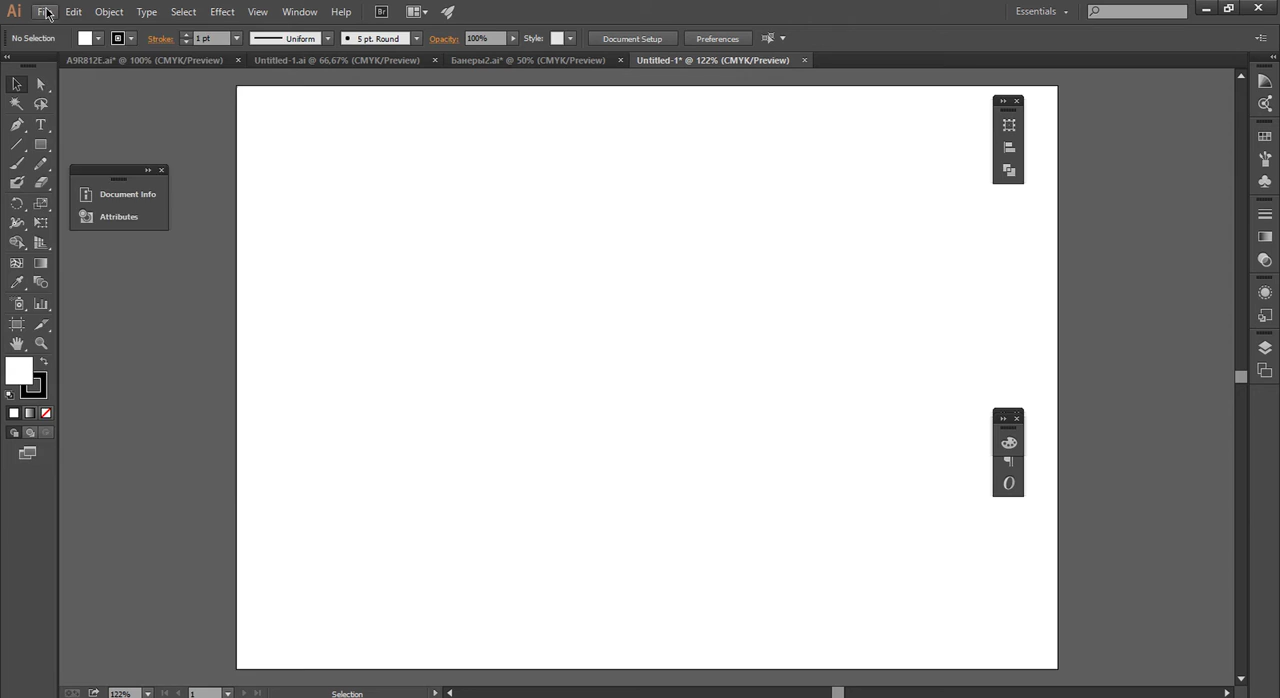 Ai File Edit Object Type Select Effect View Window Help Br Essentials
No Selection Stroke: 1 pt Uniform 5 pt. Round Opacity: 100% Style: Document Setup Preferences
A9R812E.ai* @ 100% (CMYK/Preview) Untitled-1.ai @ 66,67% (CMYK/Preview) Банеры2.ai* @ 50% (CMYK/Preview) Untitled-1* @ 122% (CMYK/Preview)
Document Info
Attributes
122% 1 Selection